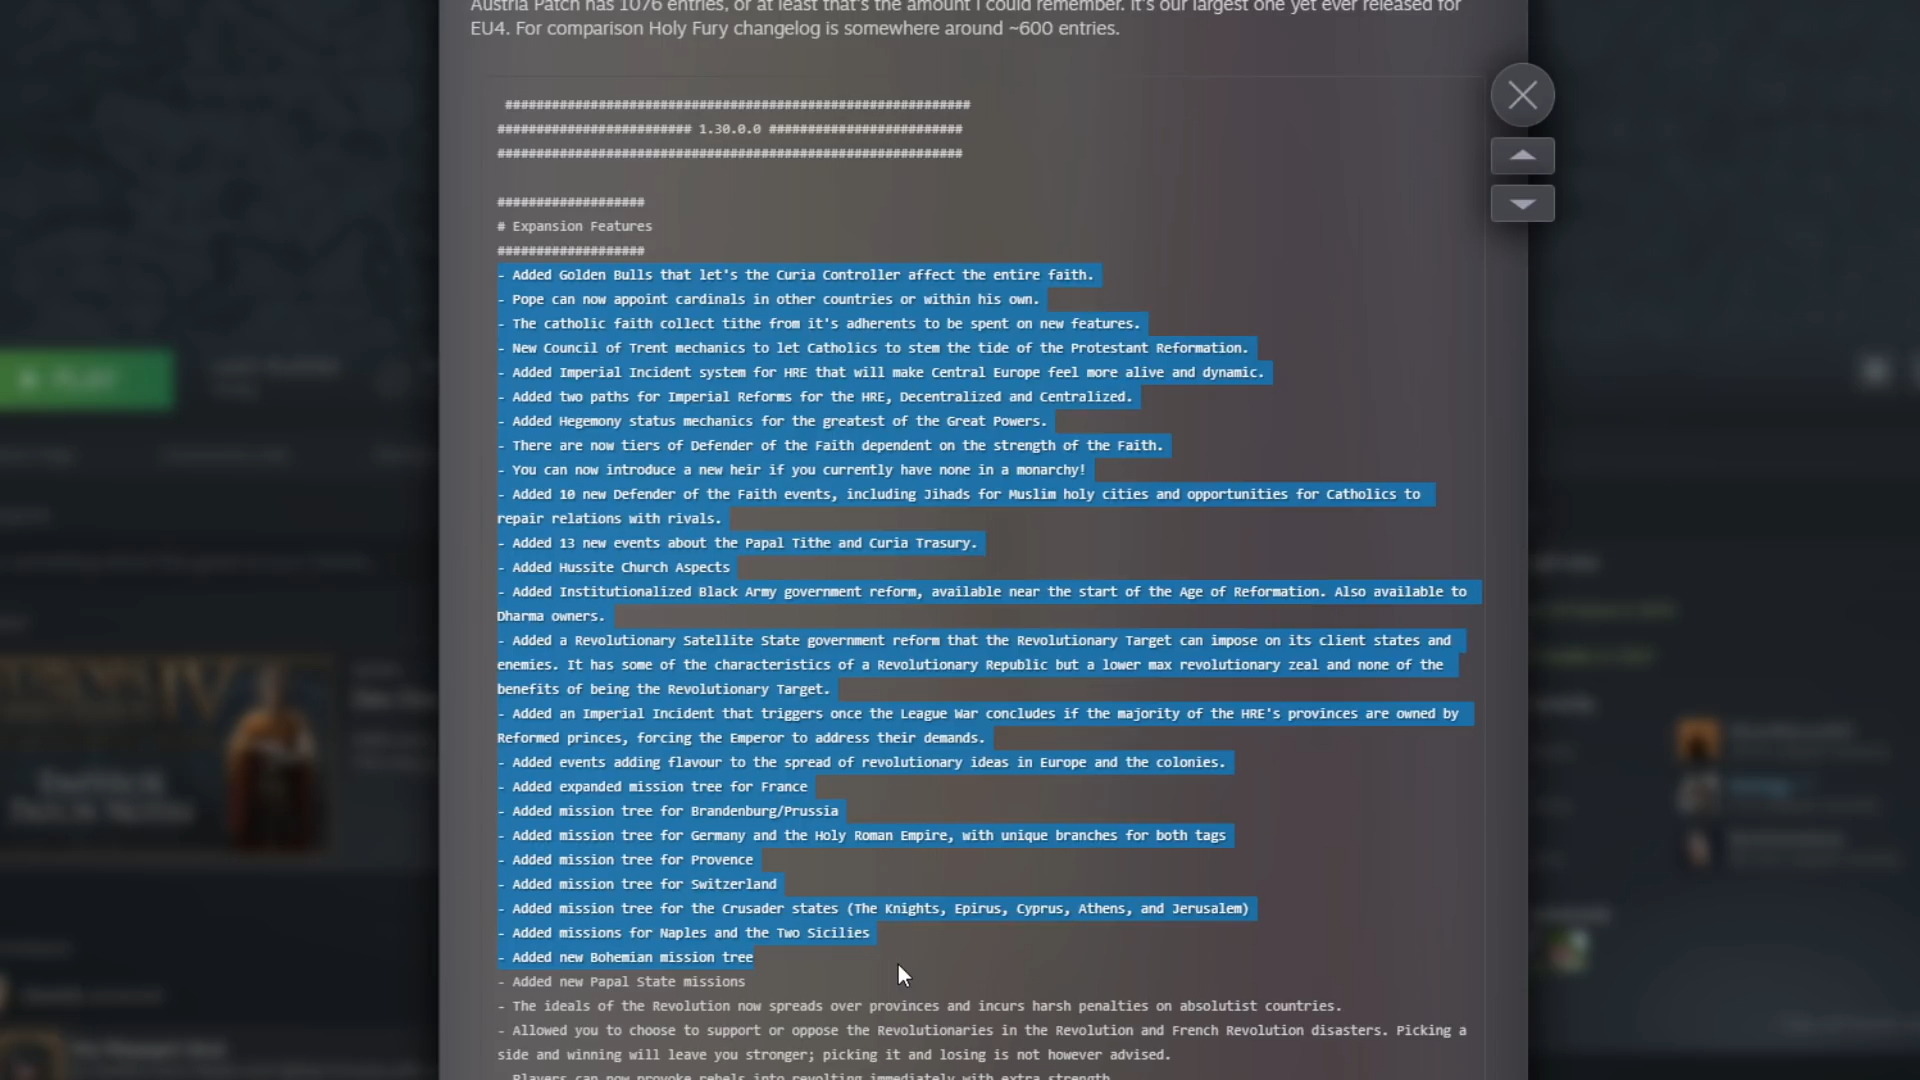 Austria Patch has 1076 entries, or at least that's the amount I could remember. It's our largest one yet ever released for
EU4. For comparison Holy Fury changelog is somewhere around ~600 entries.
############################################################
######################### 1.30.0.0 #########################
############################################################
###################
# Expansion Features
###################
- Added Golden Bulls that let's the Curia Controller affect the entire faith.
- Pope can now appoint cardinals in other countries or within his own.
- The catholic faith collect tithe from it's adherents to be spent on new features.
- New Council of Trent mechanics to let Catholics to stem the tide of the Protestant Reformation.
- Added Imperial Incident system for HRE that will make Central Europe feel more alive and dynamic.
- Added two paths for Imperial Reforms for the HRE, Decentralized and Centralized.
- Added Hegemony status mechanics for the greatest of the Great Powers.
- There are now tiers of Defender of the Faith dependent on the strength of the Faith.
- You can now introduce a new heir if you currently have none in a monarchy!
- Added 10 new Defender of the Faith events, including Jihads for Muslim holy cities and opportunities for Catholics to
repair relations with rivals.
- Added 13 new events about the Papal Tithe and Curia Trasury.
- Added Hussite Church Aspects
- Added Institutionalized Black Army government reform, available near the start of the Age of Reformation. Also available to
Dharma owners.
- Added a Revolutionary Satellite State government reform that the Revolutionary Target can impose on its client states and
enemies. It has some of the characteristics of a Revolutionary Republic but a lower max revolutionary zeal and none of the
benefits of being the Revolutionary Target.
- Added an Imperial Incident that triggers once the League War concludes if the majority of the HRE's provinces are owned by
Reformed princes, forcing the Emperor to address their demands.
- Added events adding flavour to the spread of revolutionary ideas in Europe and the colonies.
- Added expanded mission tree for France
- Added mission tree for Brandenburg/Prussia
- Added mission tree for Germany and the Holy Roman Empire, with unique branches for both tags
- Added mission tree for Provence
- Added mission tree for Switzerland
- Added mission tree for the Crusader states (The Knights, Epirus, Cyprus, Athens, and Jerusalem)
- Added missions for Naples and the Two Sicilies
- Added new Bohemian mission tree
- Added new Papal State missions
- The ideals of the Revolution now spreads over provinces and incurs harsh penalties on absolutist countries.
- Allowed you to choose to support or oppose the Revolutionaries in the Revolution and French Revolution disasters. Picking a
side and winning will leave you stronger; picking it and losing is not however advised.
- Players can now provoke rebels into revolting immediately with extra strength
PLAY